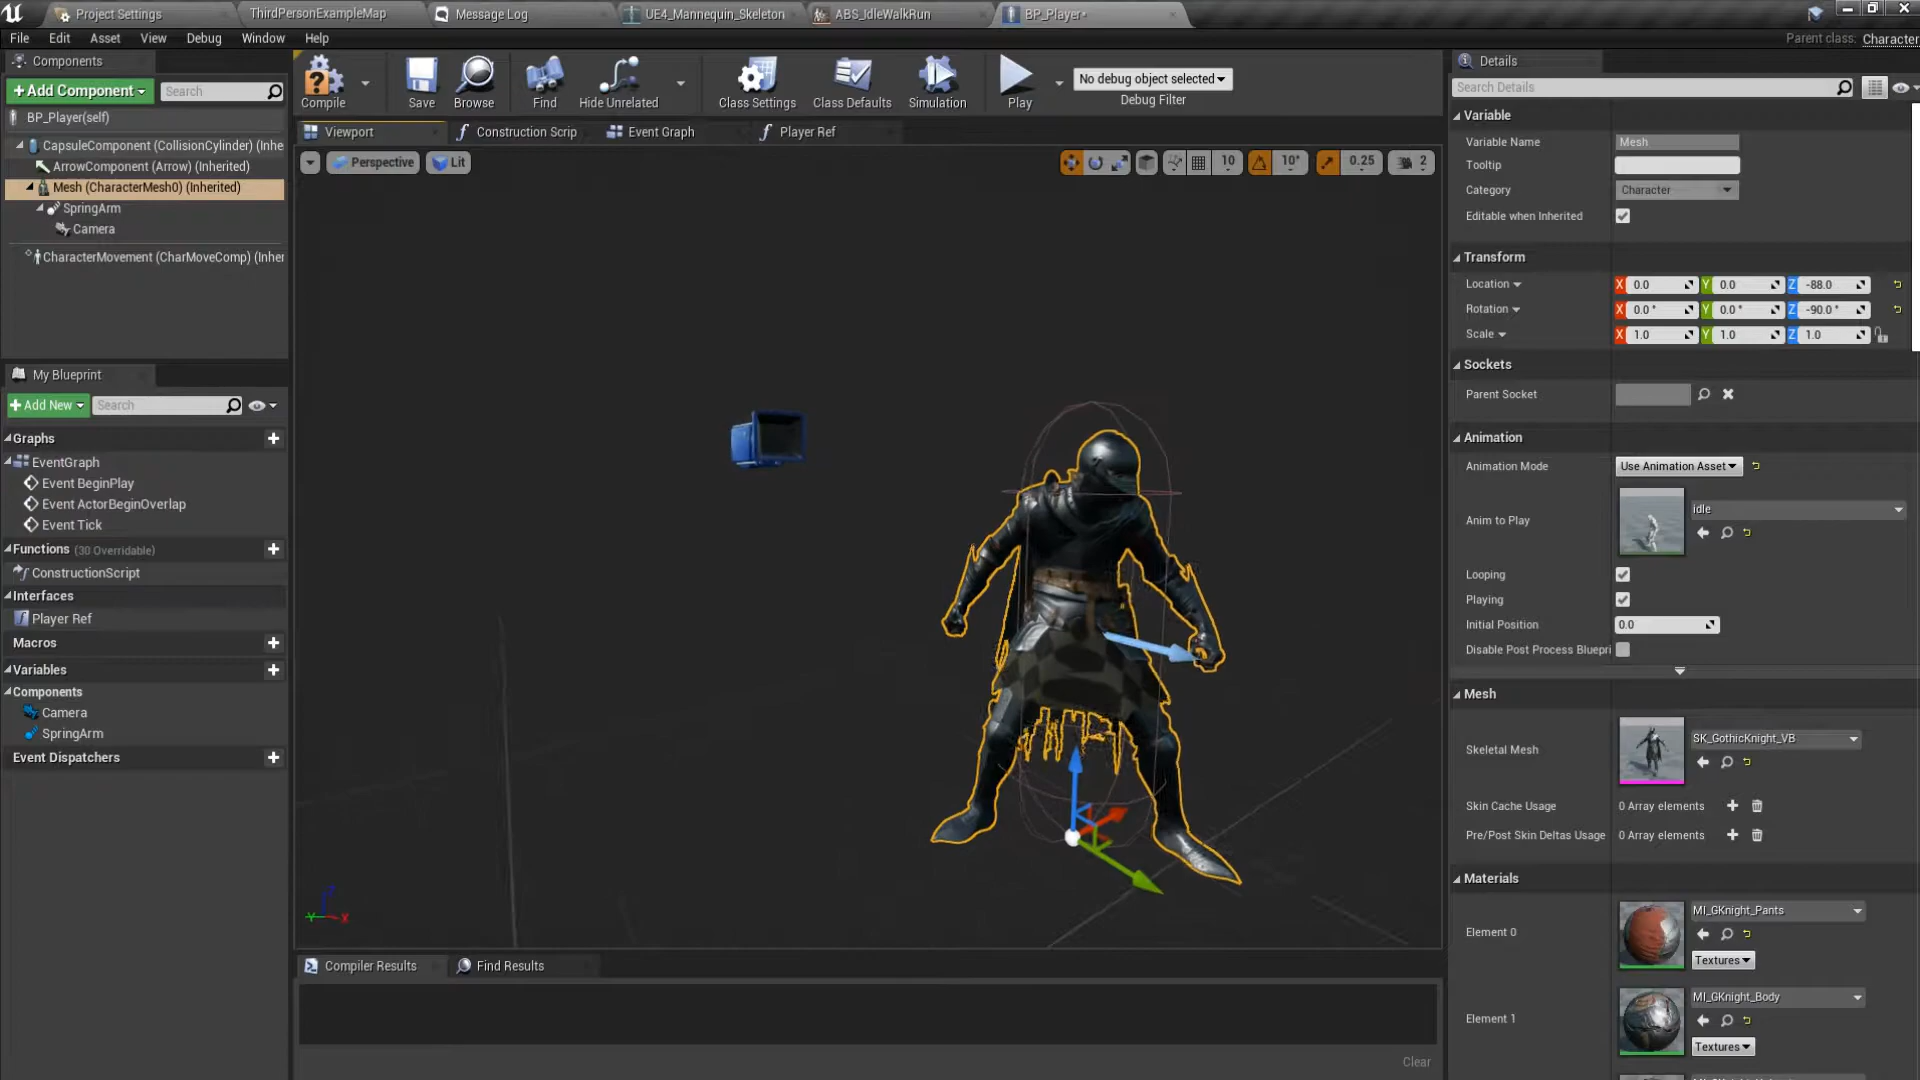 Project Settings
ThirdPersonExampleMap
Message Log
UE4_Mannequin_Skeleton
ABS_IdleWalkRun
BP_Player*
File
Edit
Asset
View
Debug
Window
Help
Parent class: Character
Components
+Add Component
Search
BP_Player(self)
CapsuleComponent (CollisionCylinder) (Inhe
ArrowComponent (Arrow) (Inherited)
Mesh (CharacterMesh0) (Inherited)
SpringArm
Camera
CharacterMovement (CharMoveComp) (Inher
My Blueprint
+Add New
Search
Graphs
EventGraph
Event BeginPlay
Event ActorBeginOverlap
Event Tick
Functions (30 Overridable)
ConstructionScript
Interfaces
Player Ref
Macros
Variables
Components
Camera
SpringArm
Event Dispatchers
Compile
Save
Browse
Find
Hide Unrelated
Class Settings
Class Defaults
Simulation
Play
No debug object selected
Debug Filter
Viewport
Construction Scrip
Event Graph
Player Ref
Perspective
Lit
10
10°
0.25
2
Z
Y
X
Compiler Results
Find Results
Clear
Details
Search Details
Variable
Variable Name
Mesh
Tooltip
Category
Character
Editable when Inherited
Transform
Location
X 0.0 Y 0.0 Z -88.0
Rotation
X 0.0 ° Y 0.0 ° Z -90.0 °
Scale
X 1.0 Y 1.0 Z 1.0
Sockets
Parent Socket
Animation
Animation Mode
Use Animation Asset
Anim to Play
idle
Looping
Playing
Initial Position
0.0
Disable Post Process Bluepri
Mesh
Skeletal Mesh
SK_GothicKnight_VB
Skin Cache Usage
0 Array elements
Pre/Post Skin Deltas Usage
0 Array elements
Materials
Element 0
MI_GKnight_Pants
Textures
Element 1
MI_GKnight_Body
Textures